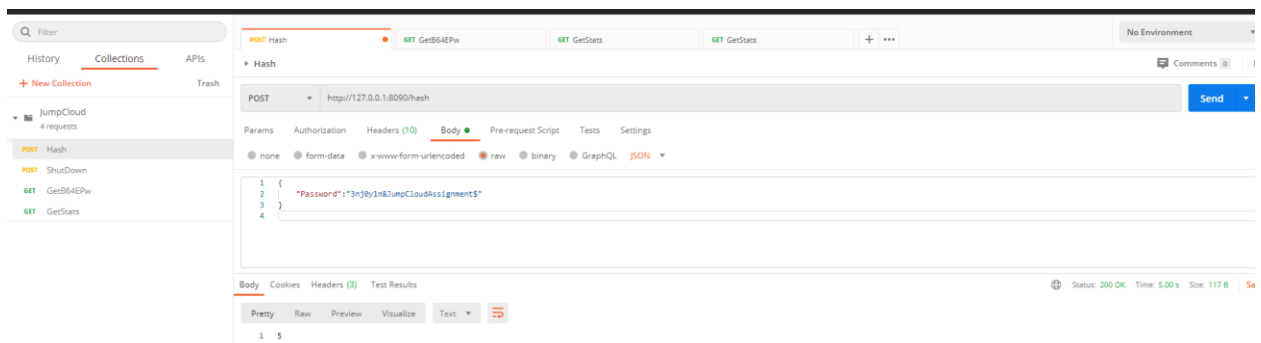 Filter
History Collections APIs
+ New Collection Trash
JumpCloud
4 requests
POST Hash
POST ShutDown
GET GetB64EPw
GET GetStats
POST Hash GET GetB64EPw GET GetStats GET GetStats + ••• No Environment
Hash Comments 0
POST http://127.0.0.1:8090/hash Send
Params Authorization Headers (10) Body Pre-request Script Tests Settings
none form-data x-www-form-urlencoded raw binary GraphQL JSON
1 {
2 "Password":"3nj0y1n&JumpCloudAssignment$"
3 }
4
Body Cookies Headers (3) Test Results Status: 200 OK Time: 5.00 s Size: 117 B Sa
Pretty Raw Preview Visualize Text
1 5